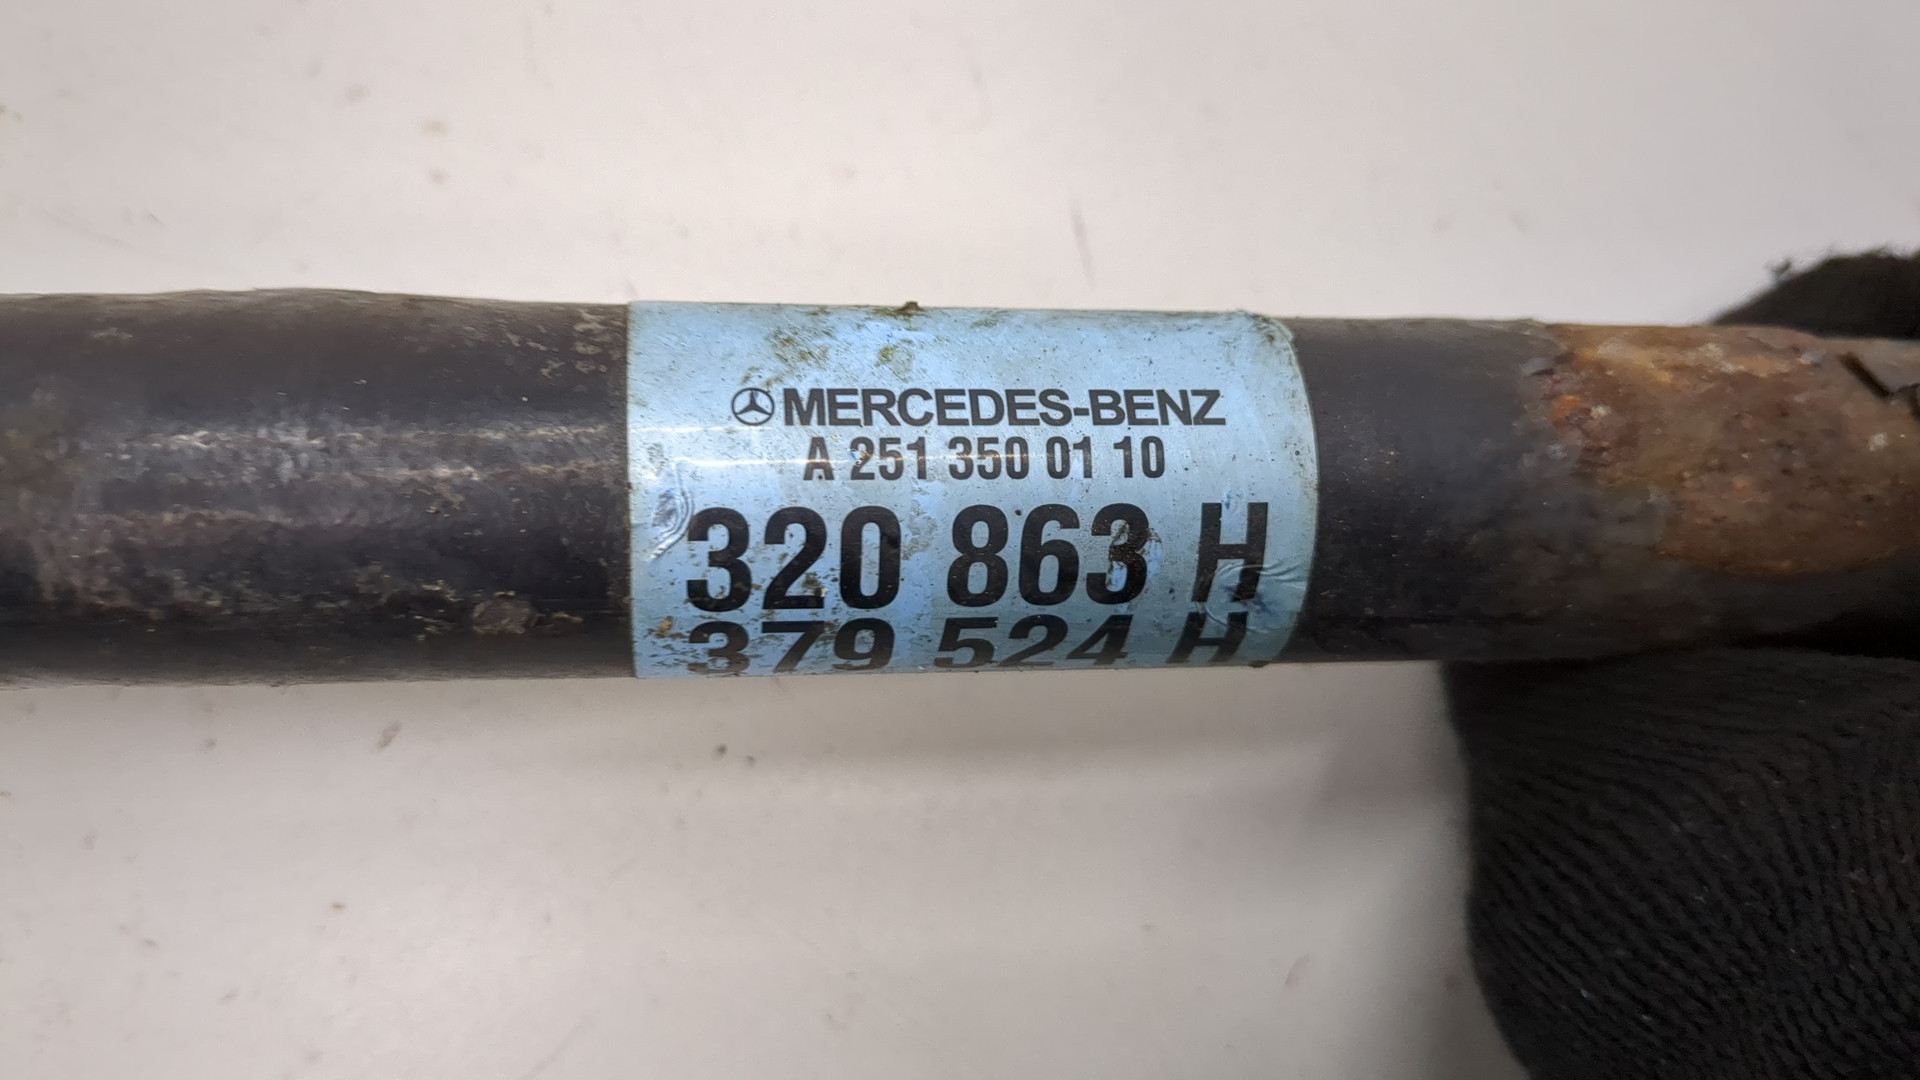 MERCEDES-BENZ
A 251 350 01 10
320 863 H
379 524 H